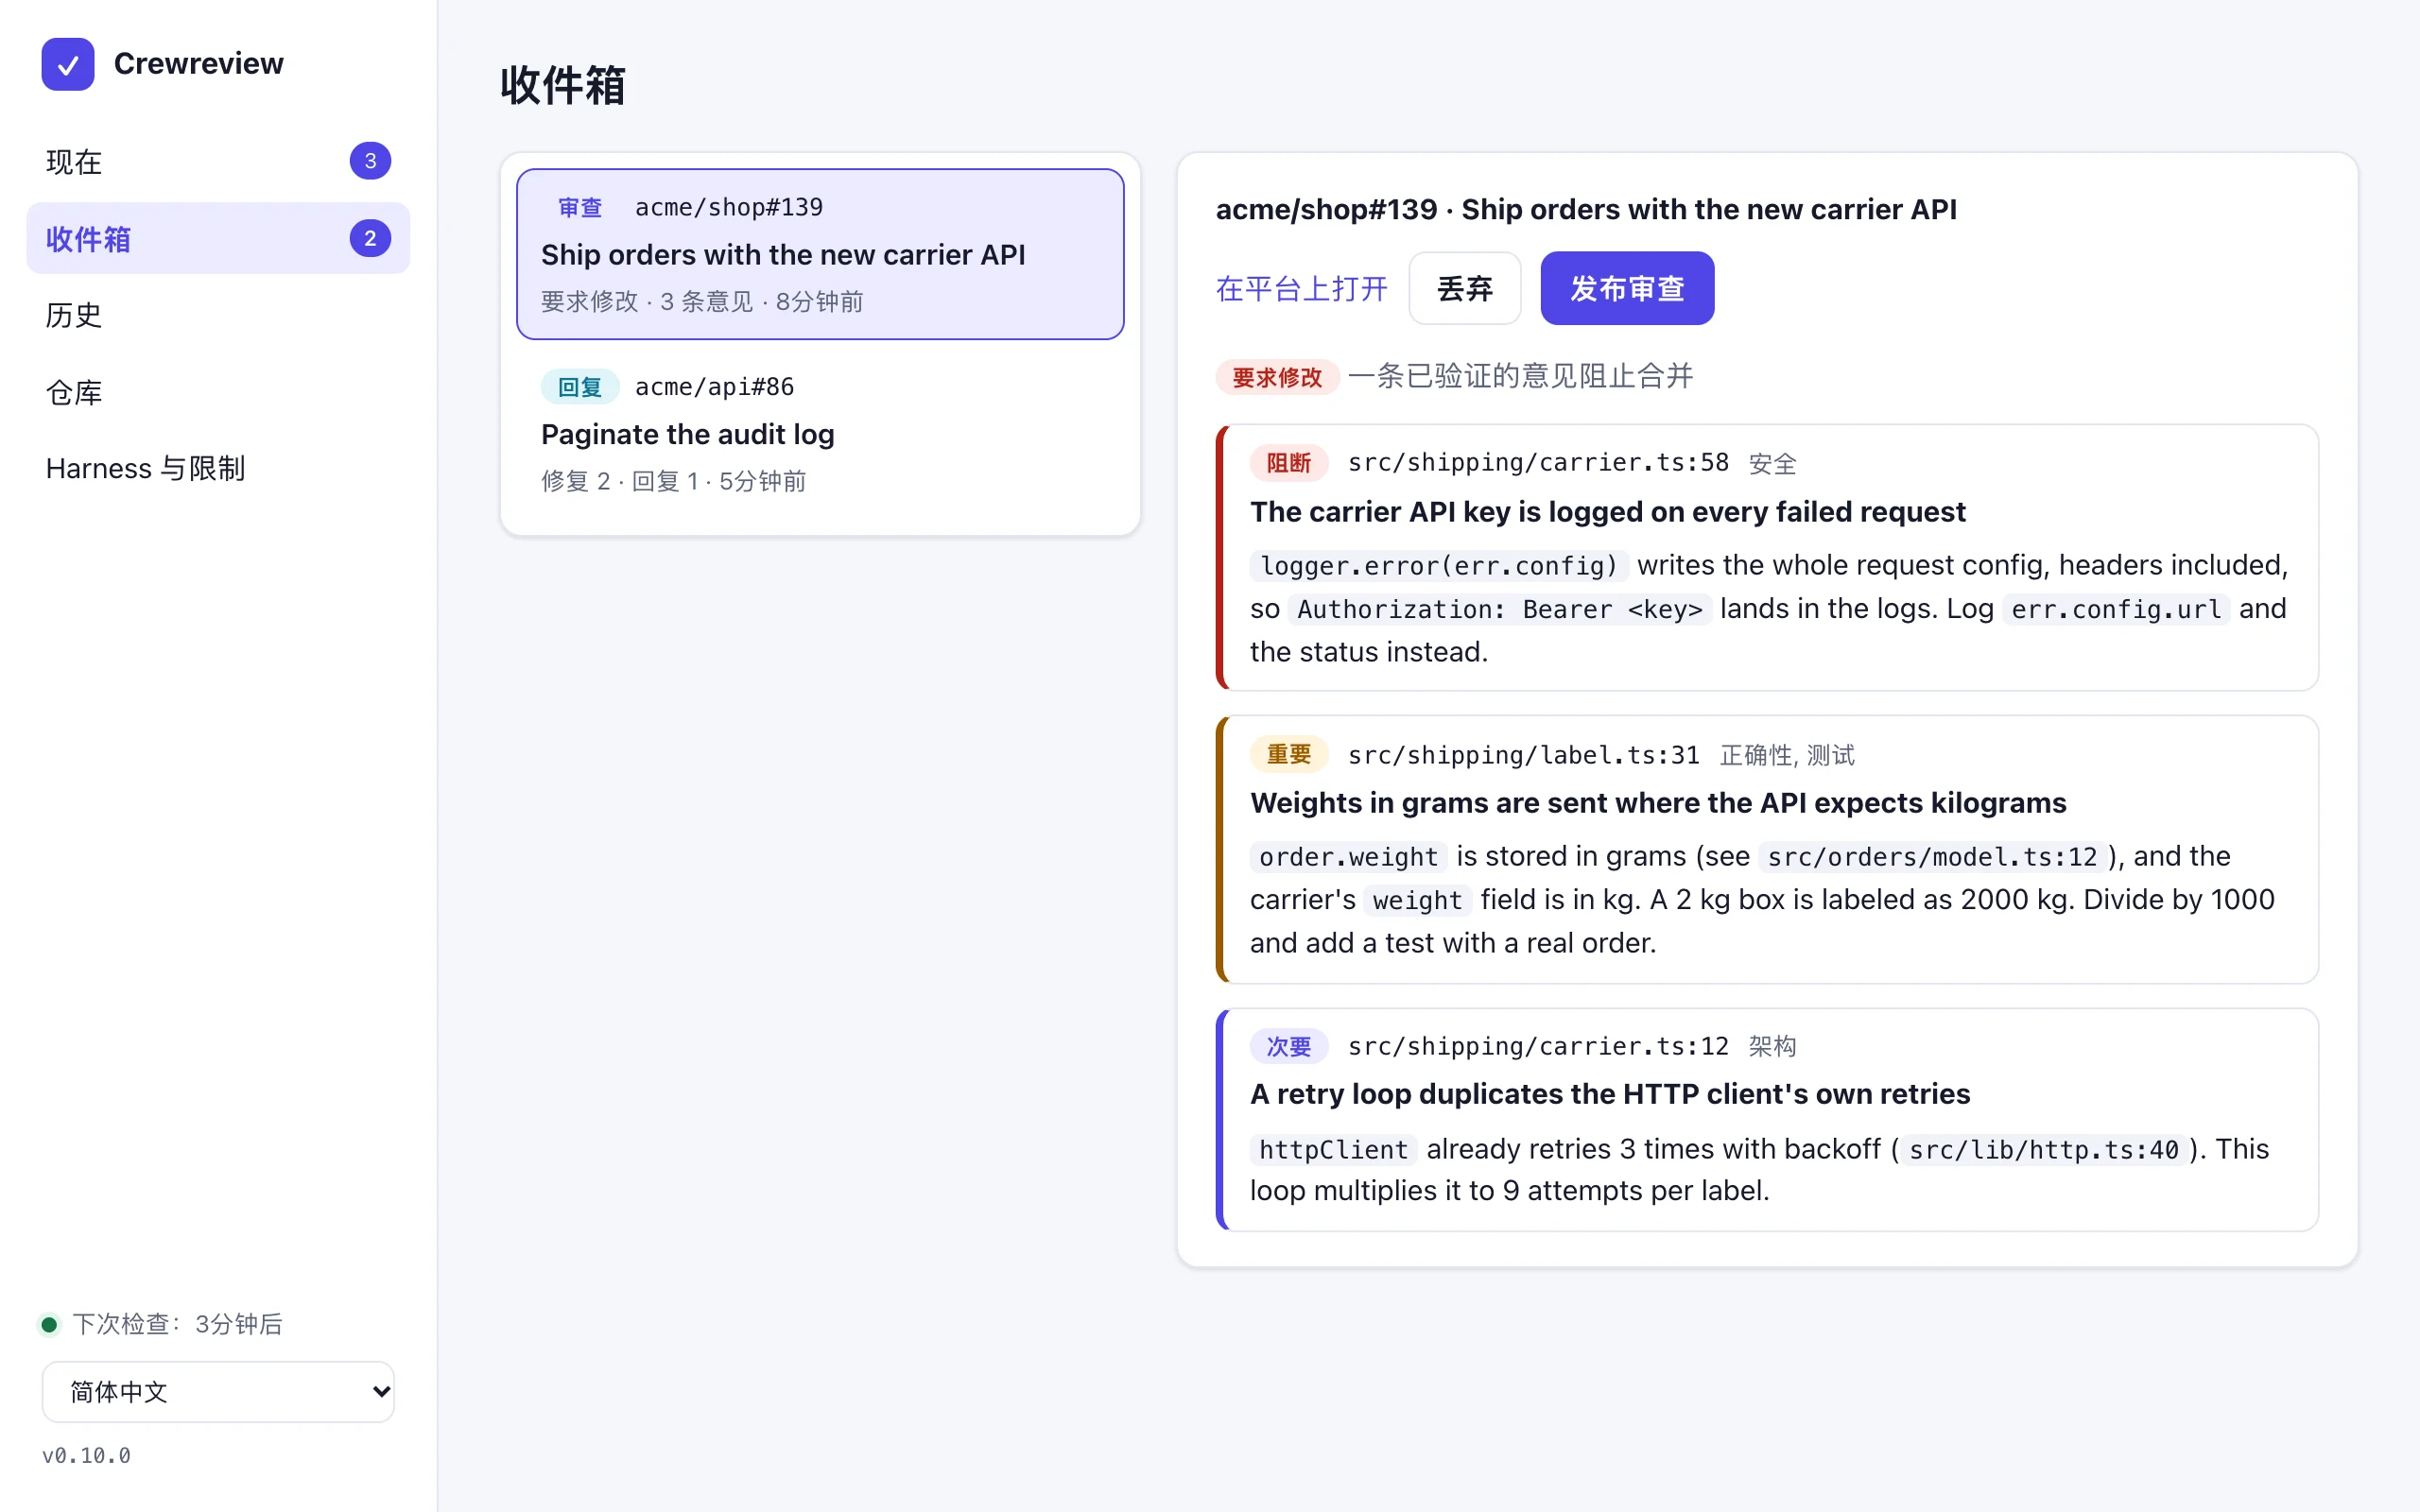 Crewreview
现在 3
收件箱 2
历史
仓库
Harness 与限制
下次检查：3分钟后
简体中文
v0.10.0
收件箱
审查 acme/shop#139
Ship orders with the new carrier API
要求修改 · 3 条意见 · 8分钟前
回复 acme/api#86
Paginate the audit log
修复 2 · 回复 1 · 5分钟前
acme/shop#139 · Ship orders with the new carrier API
在平台上打开 丢弃 发布审查
要求修改 一条已验证的意见阻止合并
阻断 src/shipping/carrier.ts:58 安全
The carrier API key is logged on every failed request
logger.error(err.config) writes the whole request config, headers included,
so Authorization: Bearer <key> lands in the logs. Log err.config.url and
the status instead.
重要 src/shipping/label.ts:31 正确性, 测试
Weights in grams are sent where the API expects kilograms
order.weight is stored in grams (see src/orders/model.ts:12), and the
carrier's weight field is in kg. A 2 kg box is labeled as 2000 kg. Divide by 1000
and add a test with a real order.
次要 src/shipping/carrier.ts:12 架构
A retry loop duplicates the HTTP client's own retries
httpClient already retries 3 times with backoff (src/lib/http.ts:40). This
loop multiplies it to 9 attempts per label.